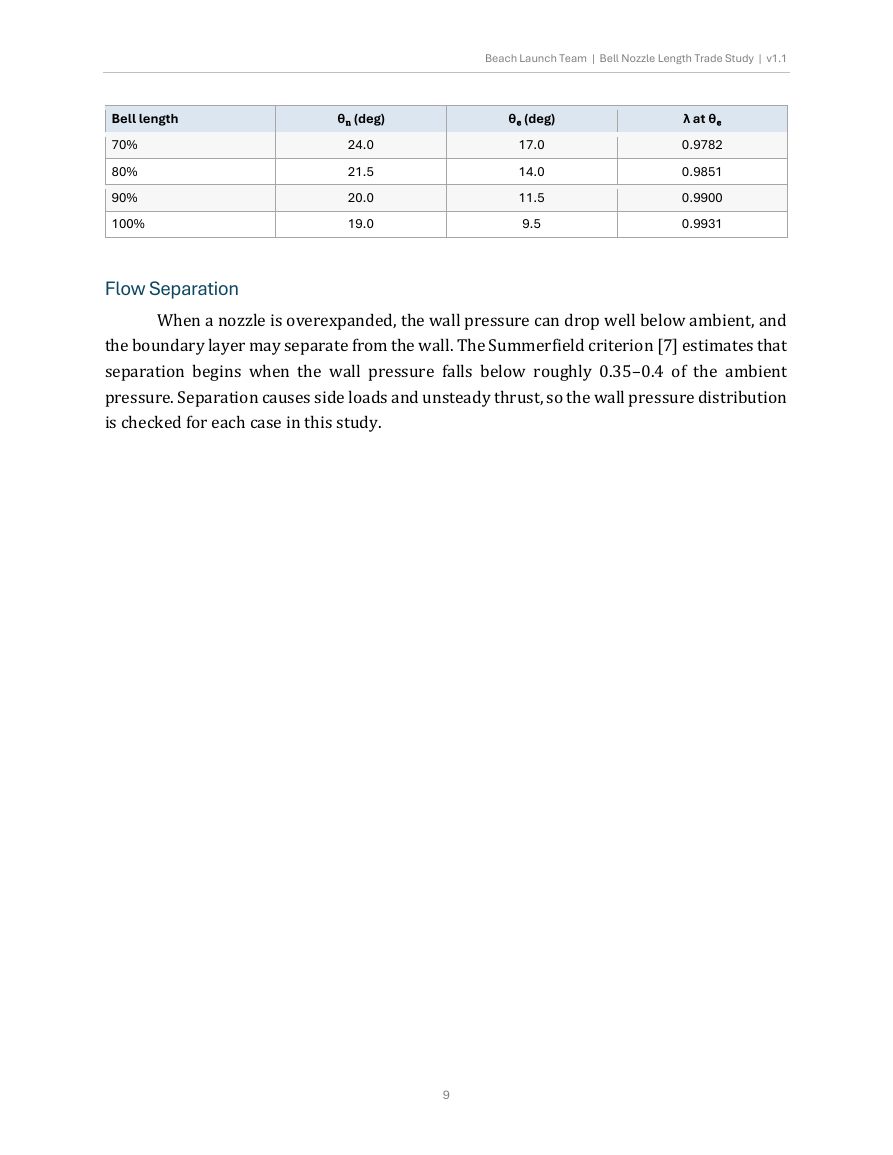 Beach Launch Team | Bell Nozzle Length Trade Study | v1.1
Bell length θn (deg) θe (deg) λ at θe
70% 24.0 17.0 0.9782
80% 21.5 14.0 0.9851
90% 20.0 11.5 0.9900
100% 19.0 9.5 0.9931
Flow Separation
When a nozzle is overexpanded, the wall pressure can drop well below ambient, and
the boundary layer may separate from the wall. The Summerfield criterion [7] estimates that
separation begins when the wall pressure falls below roughly 0.35–0.4 of the ambient
pressure. Separation causes side loads and unsteady thrust, so the wall pressure distribution
is checked for each case in this study.
9